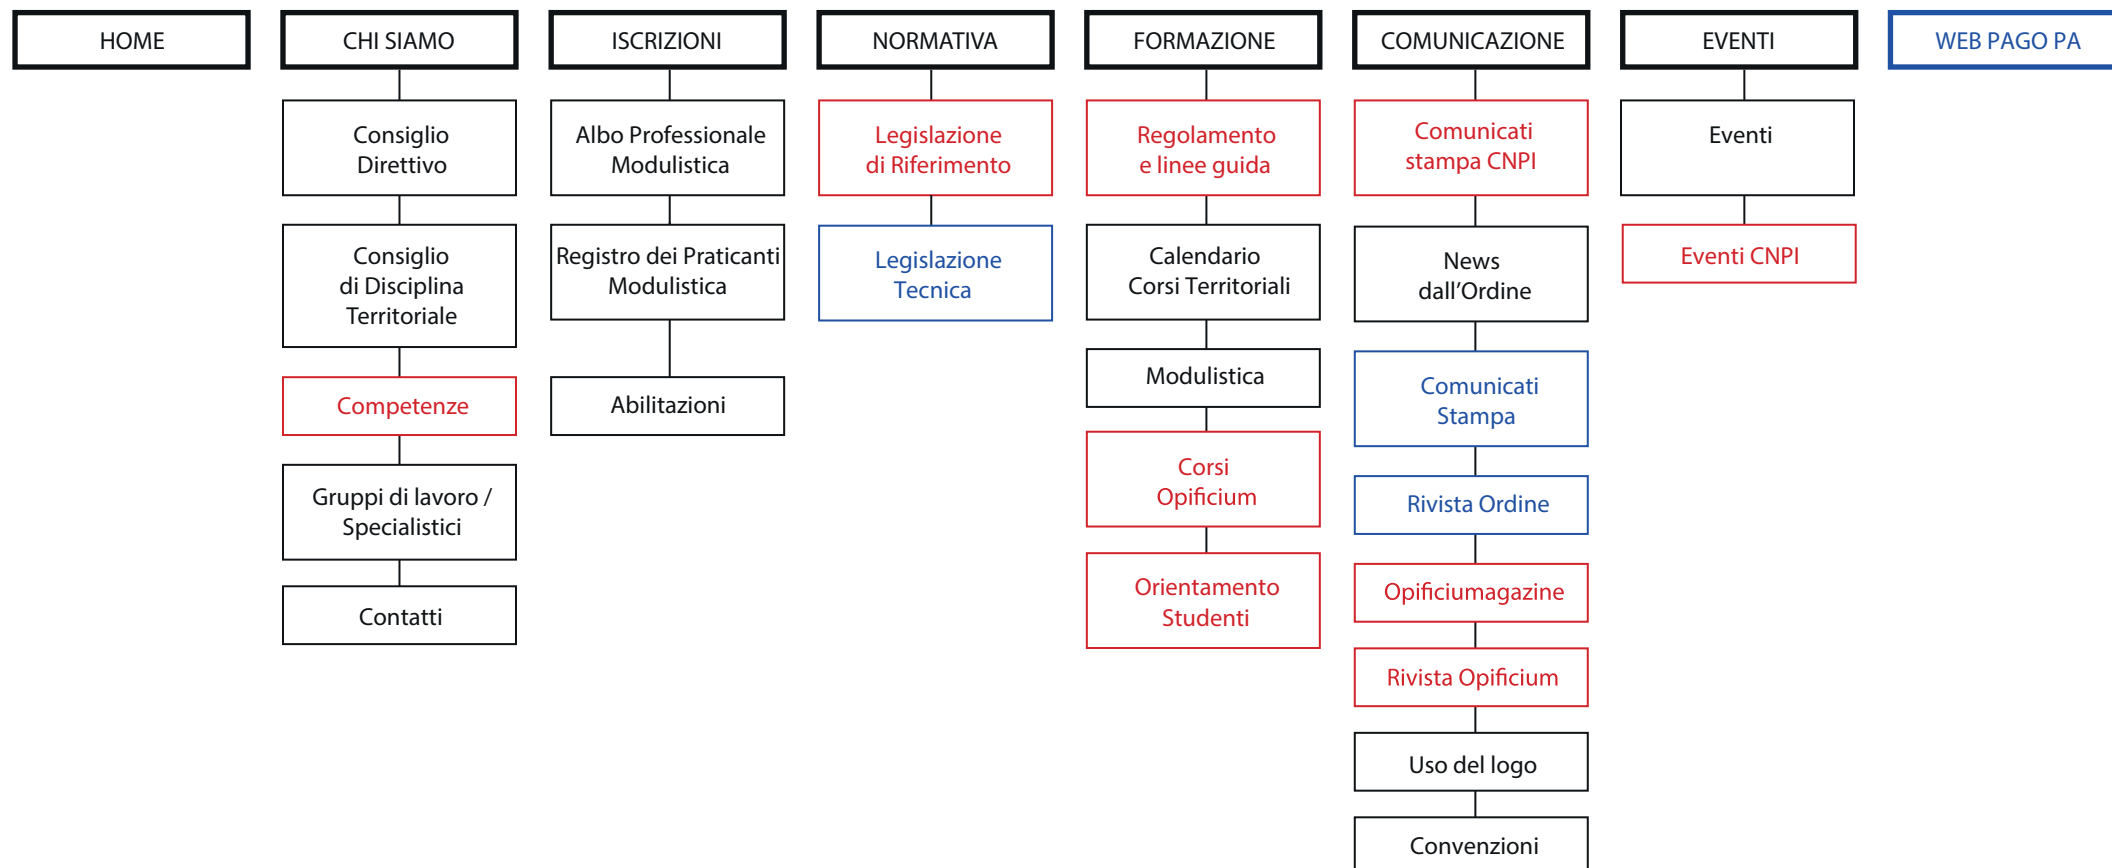 HOME
CHI SIAMO
ISCRIZIONI
NORMATIVA
FORMAZIONE
COMUNICAZIONE
EVENTI
WEB PAGO PA
Consiglio
Direttivo
Consiglio
di Disciplina
Territoriale
Competenze
Gruppi di lavoro /
Specialistici
Contatti
Albo Professionale
Modulistica
Registro dei Praticanti
Modulistica
Abilitazioni
Legislazione
di Riferimento
Legislazione
Tecnica
Regolamento
e linee guida
Calendario
Corsi Territoriali
Modulistica
Corsi
Opificium
Orientamento
Studenti
Comunicati
stampa CNPI
News
dall'Ordine
Comunicati
Stampa
Rivista Ordine
Opificiumagazine
Rivista Opificium
Uso del logo
Convenzioni
Eventi
Eventi CNPI